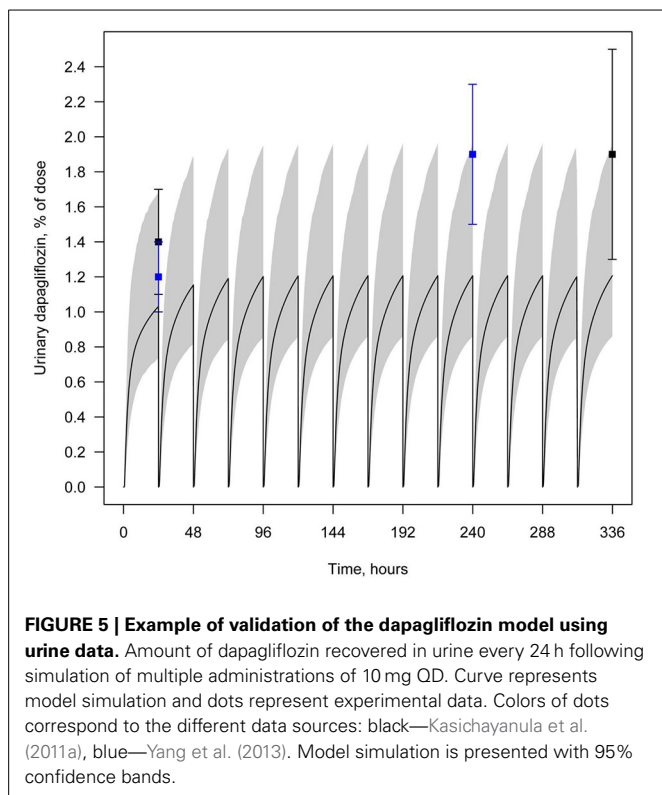 2.4
2.2
2.0
1.8
1.6
1.4
1.2
1.0
0.8
0.6
0.4
0.2
0.0
Urinary dapagliflozin, % of dose
0 48 96 144 192 240 288 336
Time, hours
FIGURE 5 | Example of validation of the dapagliflozin model using
urine data. Amount of dapagliflozin recovered in urine every 24 h following
simulation of multiple administrations of 10 mg QD. Curve represents
model simulation and dots represent experimental data. Colors of dots
correspond to the different data sources: black—Kasichayanula et al.
(2011a), blue—Yang et al. (2013). Model simulation is presented with 95%
confidence bands.